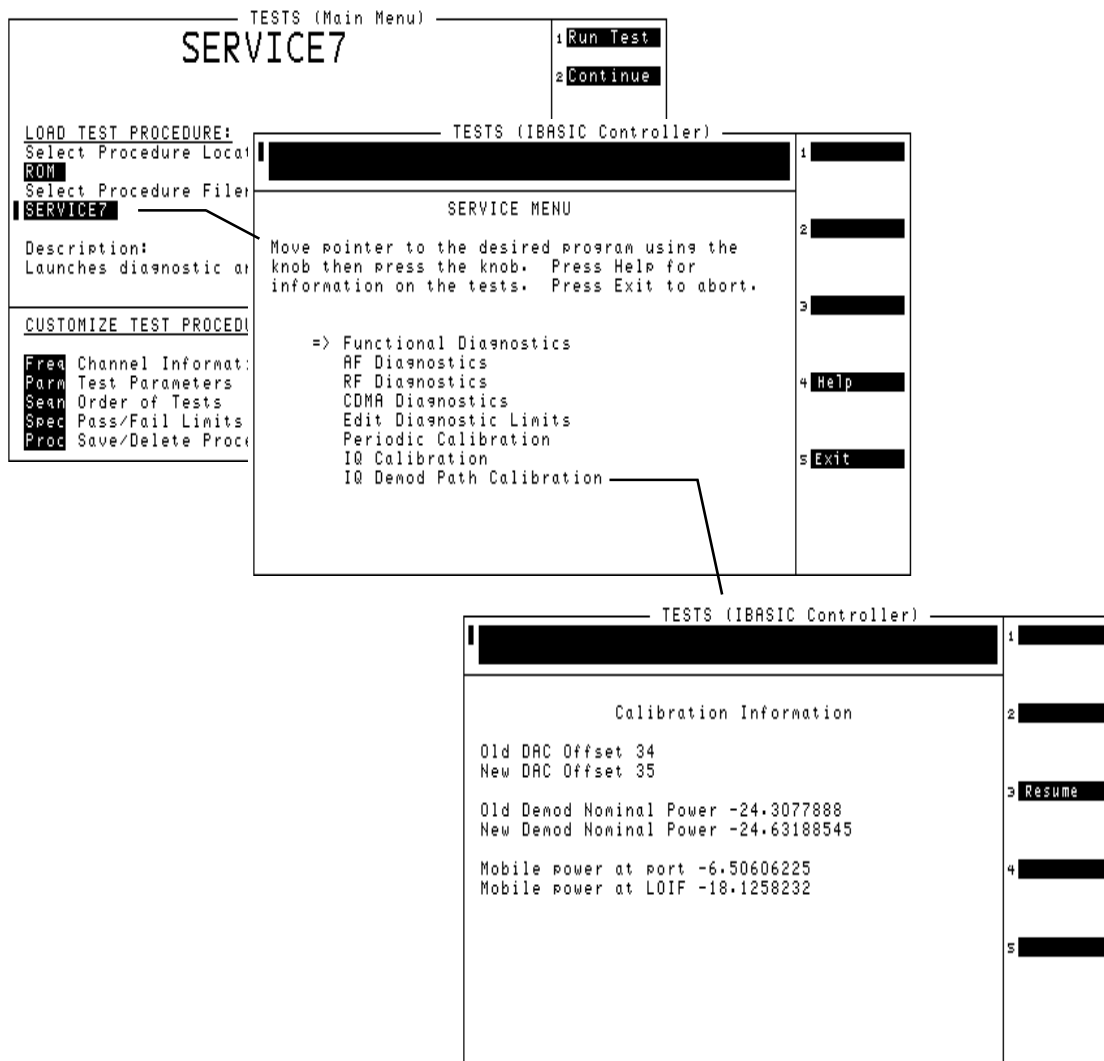 TESTS (Main Menu)
SERVICE7
1 Run Test
2 Continue
LOAD TEST PROCEDURE:
Select Procedure Locat
ROM
Select Procedure Filen
SERVICE7
Description:
Launches diagnostic an
CUSTOMIZE TEST PROCEDU
Freq Channel Informati
Parm Test Parameters
Seqn Order of Tests
Spec Pass/Fail Limits
Proc Save/Delete Proce
TESTS (IBASIC Controller)
SERVICE MENU
Move pointer to the desired program using the
knob then press the knob. Press Help for
information on the tests. Press Exit to abort.
=> Functional Diagnostics
AF Diagnostics
RF Diagnostics
CDMA Diagnostics
Edit Diagnostic Limits
Periodic Calibration
IQ Calibration
IQ Demod Path Calibration
1
2
3
4 Help
5 Exit
TESTS (IBASIC Controller)
Calibration Information
Old DAC Offset 34
New DAC Offset 35
Old Demod Nominal Power -24.3077888
New Demod Nominal Power -24.63188545
Mobile power at port -6.50606225
Mobile power at LOIF -18.1258232
1
2
3 Resume
4
5